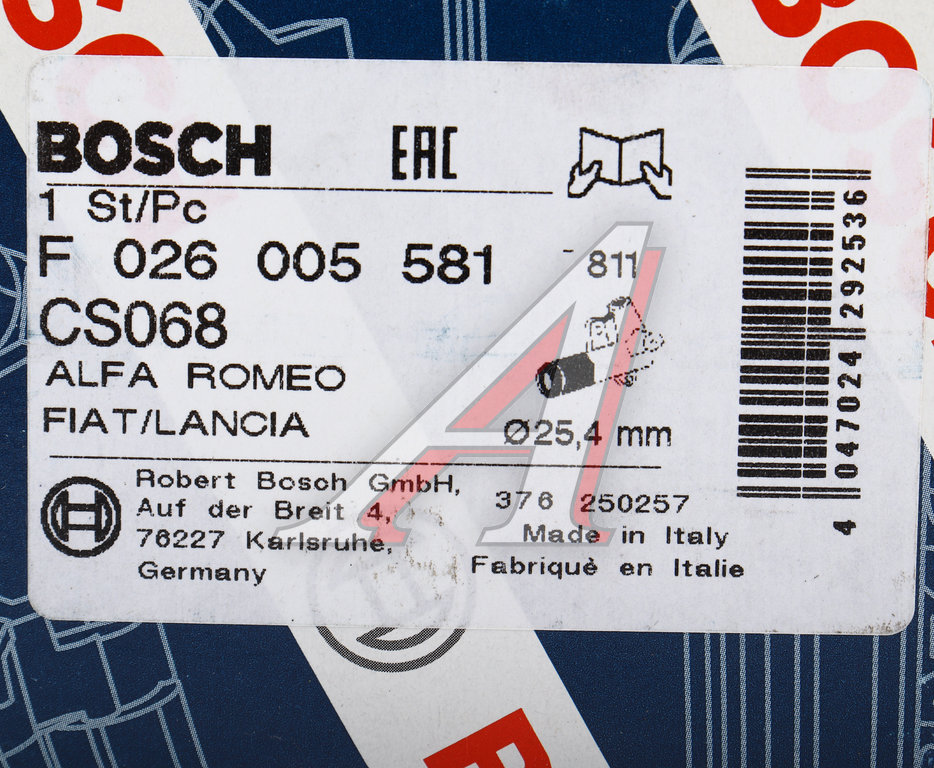 BOSCH
EAC
1 St/Pc
F 026 005 581
811
CS068
ALFA ROMEO
FIAT/LANCIA
Ø25,4 mm
Robert Bosch GmbH,
Auf der Breit 4,
76227 Karlsruhe,
Germany
376 250257
Made in Italy
Fabriquè en Italie
4 047024 292536